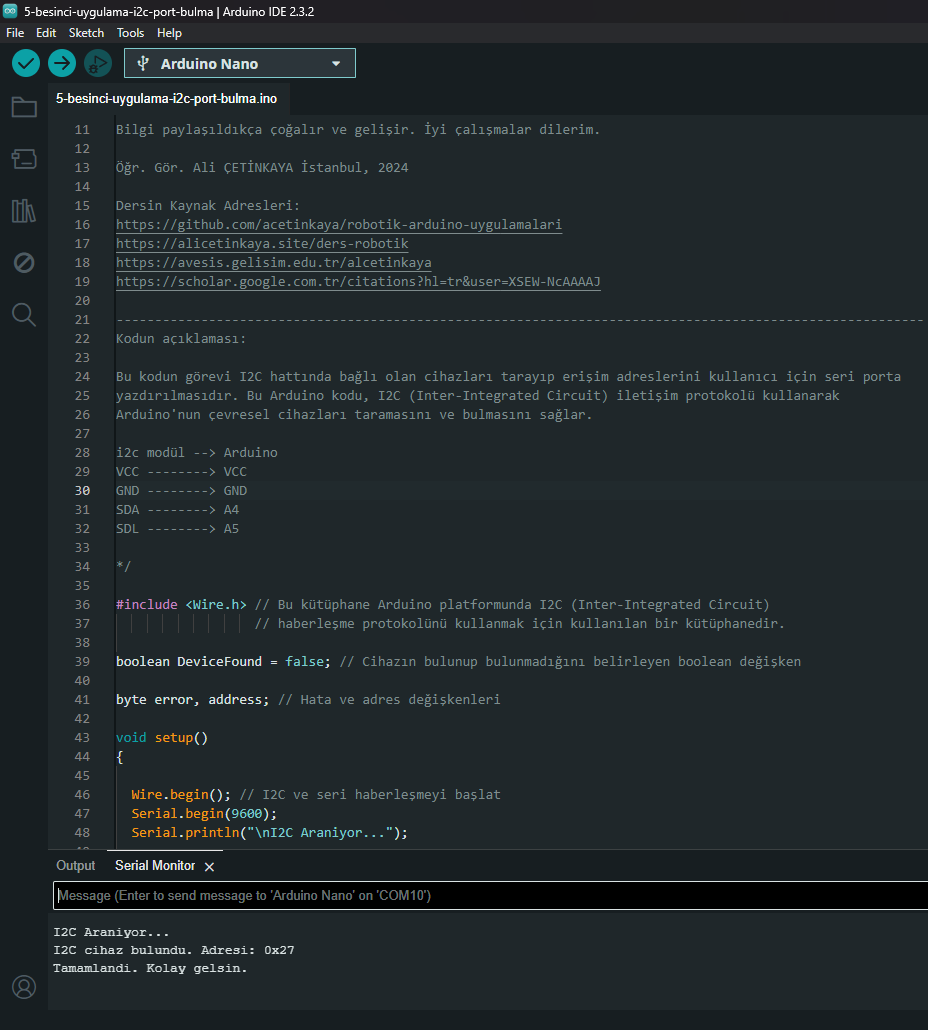 5-besinci-uygulama-i2c-port-bulma | Arduino IDE 2.3.2
File Edit Sketch Tools Help
Arduino Nano
5-besinci-uygulama-i2c-port-bulma.ino
11 Bilgi paylaşıldıkça çoğalır ve gelişir. İyi çalışmalar dilerim.
12
13 Öğr. Gör. Ali ÇETİNKAYA İstanbul, 2024
14
15 Dersin Kaynak Adresleri:
16 https://github.com/acetinkaya/robotik-arduino-uygulamalari
17 https://alicetinkaya.site/ders-robotik
18 https://avesis.gelisim.edu.tr/alcetinkaya
19 https://scholar.google.com.tr/citations?hl=tr&user=XSEW-NcAAAAJ
20
21 ---------------------------------------------------------------------------------------------------------
22 Kodun açıklaması:
23
24 Bu kodun görevi I2C hattında bağlı olan cihazları tarayıp erişim adreslerini kullanıcı için seri porta
25 yazdırılmasıdır. Bu Arduino kodu, I2C (Inter-Integrated Circuit) iletişim protokolü kullanarak
26 Arduino'nun çevresel cihazları taramasını ve bulmasını sağlar.
27
28 i2c modül --> Arduino
29 VCC --------> VCC
30 GND --------> GND
31 SDA --------> A4
32 SDL --------> A5
33
34 */
35
36 #include <Wire.h> // Bu kütüphane Arduino platformunda I2C (Inter-Integrated Circuit)
37 // haberleşme protokolünü kullanmak için kullanılan bir kütüphanedir.
38
39 boolean DeviceFound = false; // Cihazın bulunup bulunmadığını belirleyen boolean değişken
40
41 byte error, address; // Hata ve adres değişkenleri
42
43 void setup()
44 {
45
46 Wire.begin(); // I2C ve seri haberleşmeyi başlat
47 Serial.begin(9600);
48 Serial.println("\nI2C Araniyor...");
Output Serial Monitor
Message (Enter to send message to 'Arduino Nano' on 'COM10')
I2C Araniyor...
I2C cihaz bulundu. Adresi: 0x27
Tamamlandi. Kolay gelsin.